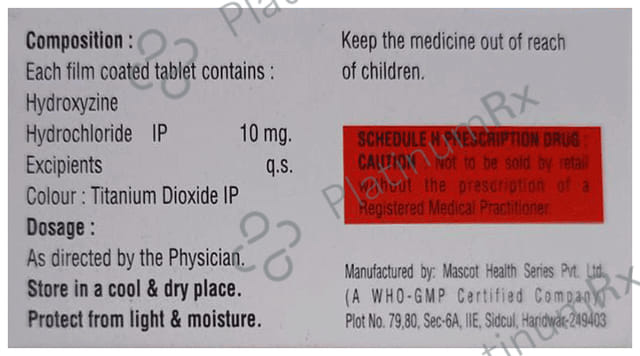 Composition :
Each film coated tablet contains :
Hydroxyzine
Hydrochloride IP 10 mg.
Excipients q.s.
Colour : Titanium Dioxide IP
Dosage :
As directed by the Physician.
Store in a cool & dry place.
Protect from light & moisture.
Keep the medicine out of reach
of children.
SCHEDULE H PRESCRIPTION DRUG :
CAUTION : Not to be sold by retail
without the prescription of a
Registered Medical Practitioner.
Manufactured by: Mascot Health Series Pvt. Ltd.
(A WHO-GMP Certified Company)
Plot No. 79,80, Sec-6A, IIE, Sidcul, Haridwar-249403
PlatinumRx
PlatinumRx
PlatinumRx